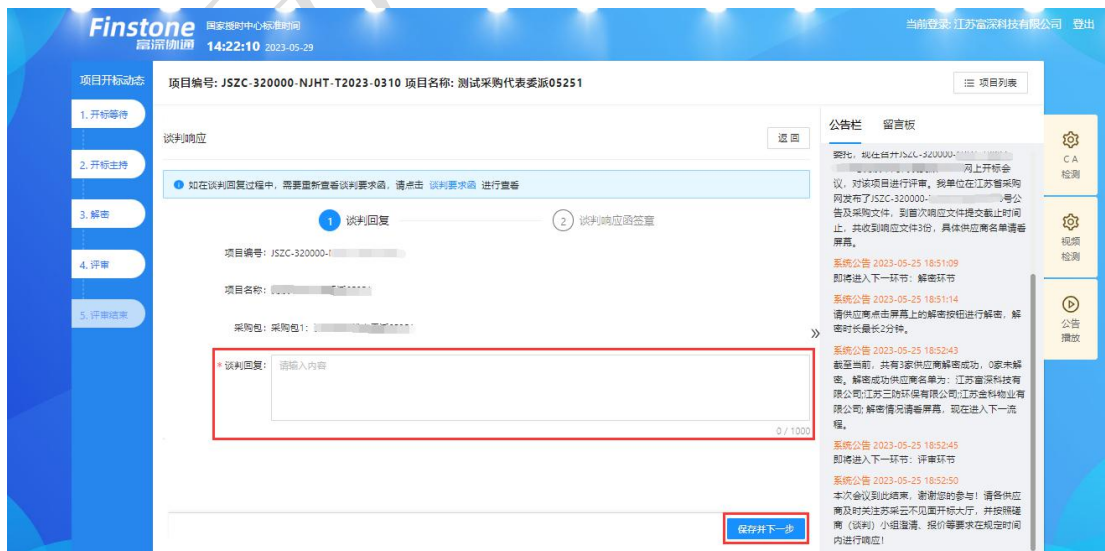 Finstone
富深协通
国家授时中心标准时间
14:22:10 2023-05-29
当前登录: 江苏富深科技有限公司 登出
项目开标动态
1. 开标等待
2. 开标主持
3. 解密
4. 评审
5. 评审结束
项目编号: JSZC-320000-NJHT-T2023-0310 项目名称: 测试采购代表委派05251
项目列表
谈判响应
返回
如在谈判回复过程中，需要重新查看谈判要求函，请点击 谈判要求函 进行查看
1 谈判回复
2 谈判响应函签章
项目编号: JSZC-320000-
项目名称:
采购包: 采购包1:
* 谈判回复: 请输入内容
0 / 1000
保存并下一步
公告栏 留言板
委托，现在召开JSZC-320000-
网上开标会
议，对该项目进行评审。我单位在江苏省采购
网发布了JSZC-320000- 号公
告及采购文件，到首次响应文件提交截止时间
止，共收到响应文件3份，具体供应商名单请看
屏幕。
系统公告 2023-05-25 18:51:09
即将进入下一环节：解密环节
系统公告 2023-05-25 18:51:14
请供应商点击屏幕上的解密按钮进行解密，解
密时长最长2分钟。
系统公告 2023-05-25 18:52:43
截至当前，共有3家供应商解密成功，0家未解
密。解密成功供应商名单为：江苏富深科技有
限公司;江苏三防环保有限公司;江苏金科物业有
限公司; 解密情况请看屏幕，现在进入下一流
程。
系统公告 2023-05-25 18:52:45
即将进入下一环节：评审环节
系统公告 2023-05-25 18:52:50
本次会议到此结束，谢谢您的参与！请各供应
商及时关注苏采云不见面开标大厅，并按照磋
商（谈判）小组澄清、报价等要求在规定时间
内进行响应！
CA
检测
视频
检测
公告
播放